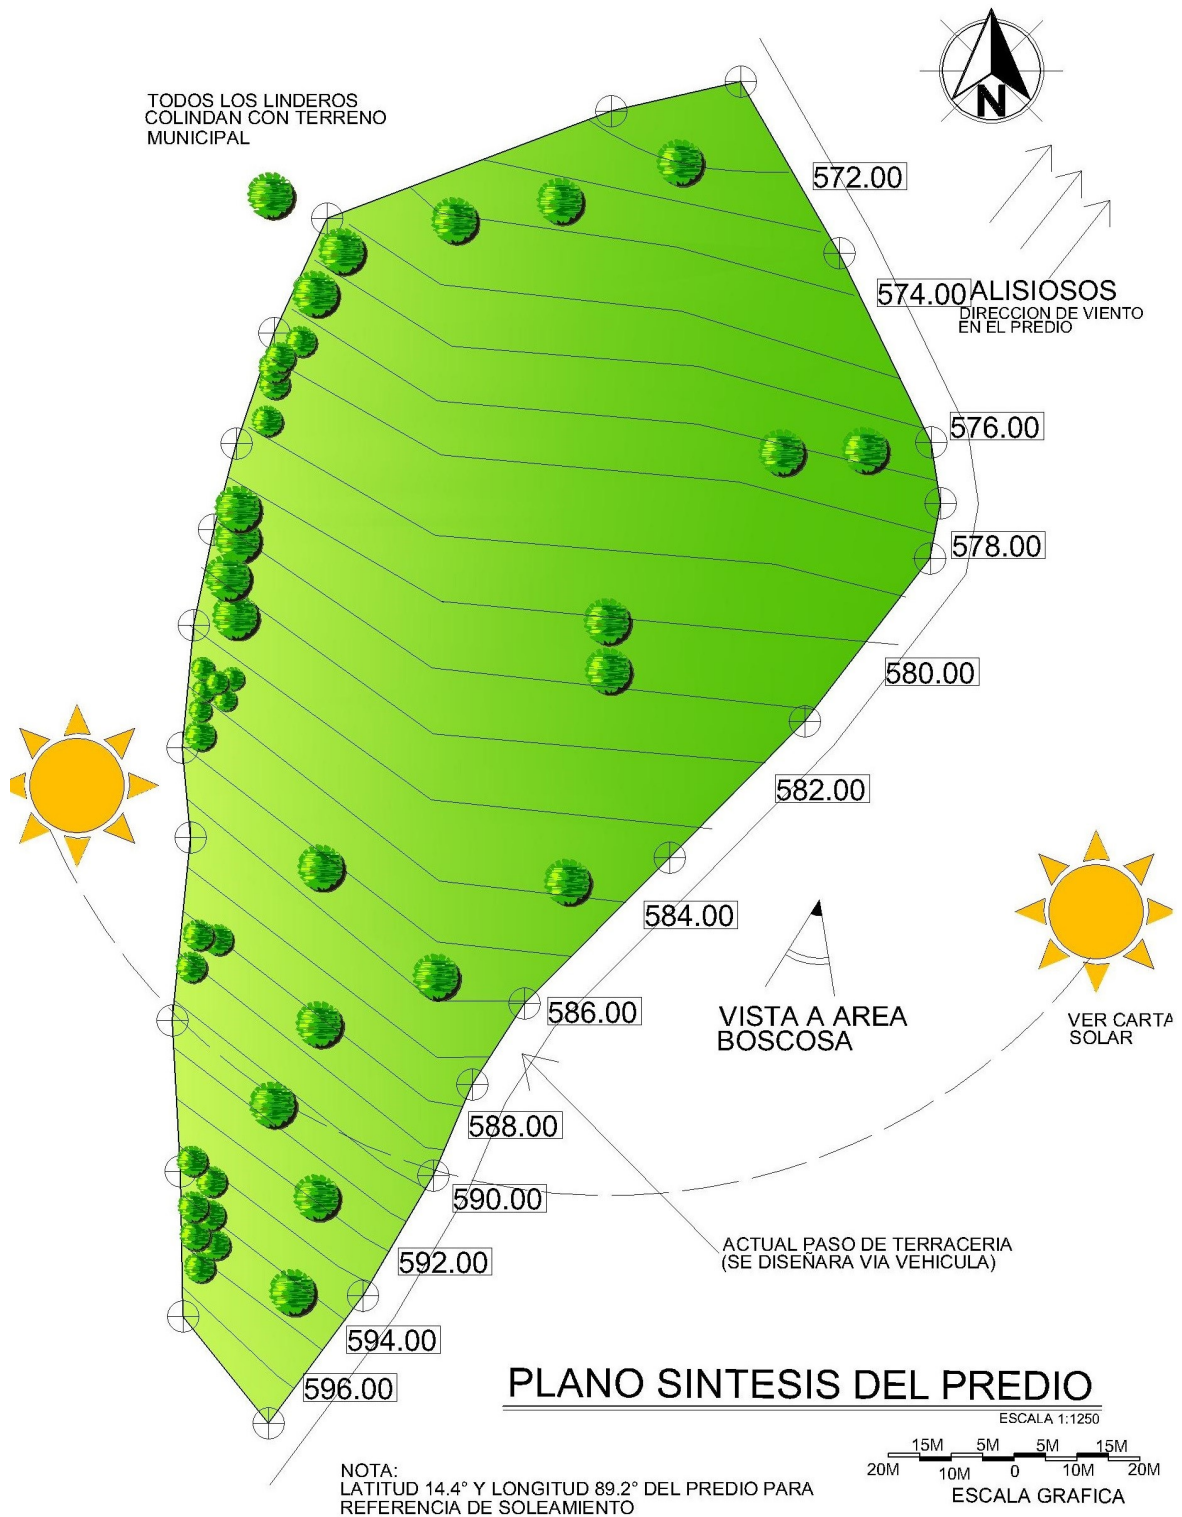 TODOS LOS LINDEROS
COLINDAN CON TERRENO
MUNICIPAL
N
572.00
574.00
ALISIOSOS
DIRECCION DE VIENTO
EN EL PREDIO
576.00
578.00
580.00
582.00
584.00
586.00
VISTA A AREA
BOSCOSA
VER CARTA
SOLAR
588.00
590.00
592.00
ACTUAL PASO DE TERRACERIA
(SE DISEÑARA VIA VEHICULA)
594.00
596.00
PLANO SINTESIS DEL PREDIO
ESCALA 1:1250
15M 5M 5M 15M
20M 10M 0 10M 20M
ESCALA GRAFICA
NOTA:
LATITUD 14.4° Y LONGITUD 89.2° DEL PREDIO PARA
REFERENCIA DE SOLEAMIENTO